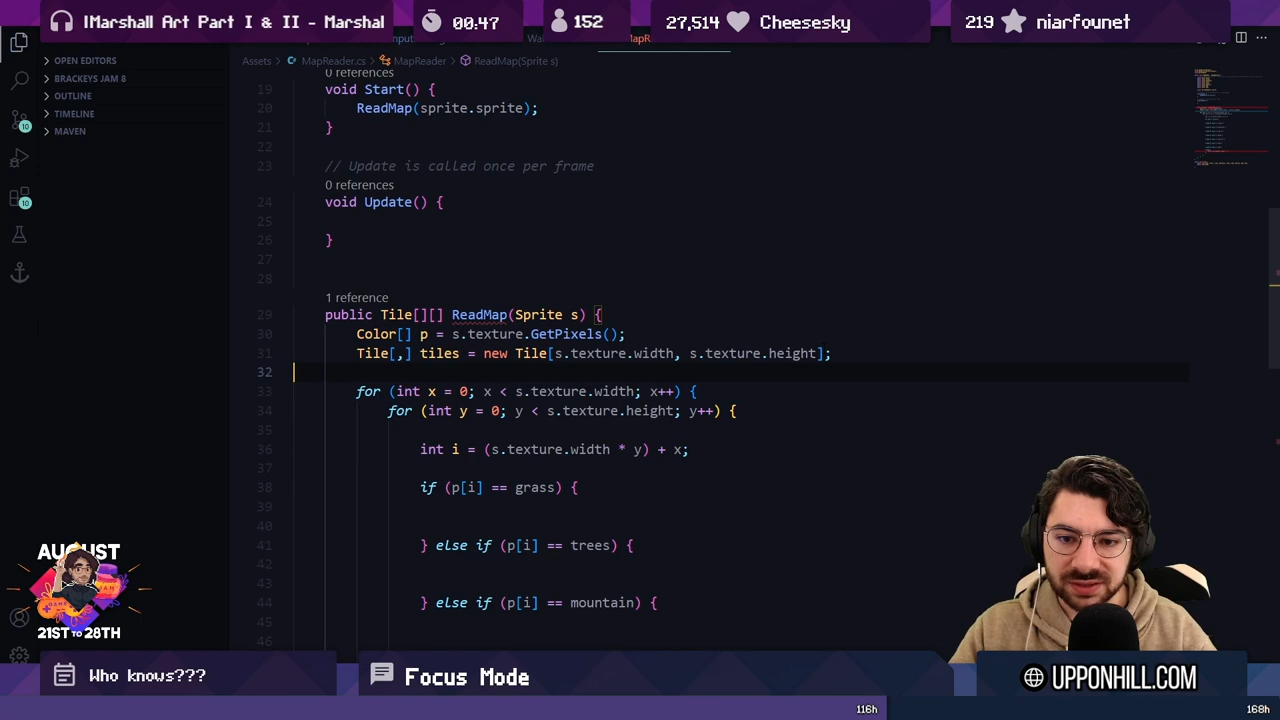 IMarshall Art Part I & II - Marshal
00:47
152
27,514
Cheesesky
219
niarfounet
Assets
MapReader.cs
MapReader
ReadMap(Sprite s)
OPEN EDITORS
BRACKEYS JAM 8
OUTLINE
TIMELINE
MAVEN
10
10
0 references
19 void Start() {
20 ReadMap(sprite.sprite);
21 }
22
23 // Update is called once per frame
0 references
24 void Update() {
25
26 }
27
28
1 reference
29 public Tile[][] ReadMap(Sprite s) {
30 Color[] p = s.texture.GetPixels();
31 Tile[,] tiles = new Tile[s.texture.width, s.texture.height];
32
33 for (int x = 0; x < s.texture.width; x++) {
34 for (int y = 0; y < s.texture.height; y++) {
35
36 int i = (s.texture.width * y) + x;
37
38 if (p[i] == grass) {
39
40
41 } else if (p[i] == trees) {
42
43
44 } else if (p[i] == mountain) {
45
46
AUGUST
GAME
21ST TO 28TH
Who knows???
Focus Mode
UPPONHILL.COM
116h
168h